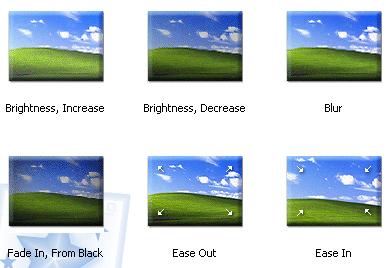 Brightness, Increase
Brightness, Decrease
Blur
Fade In, From Black
Ease Out
Ease In